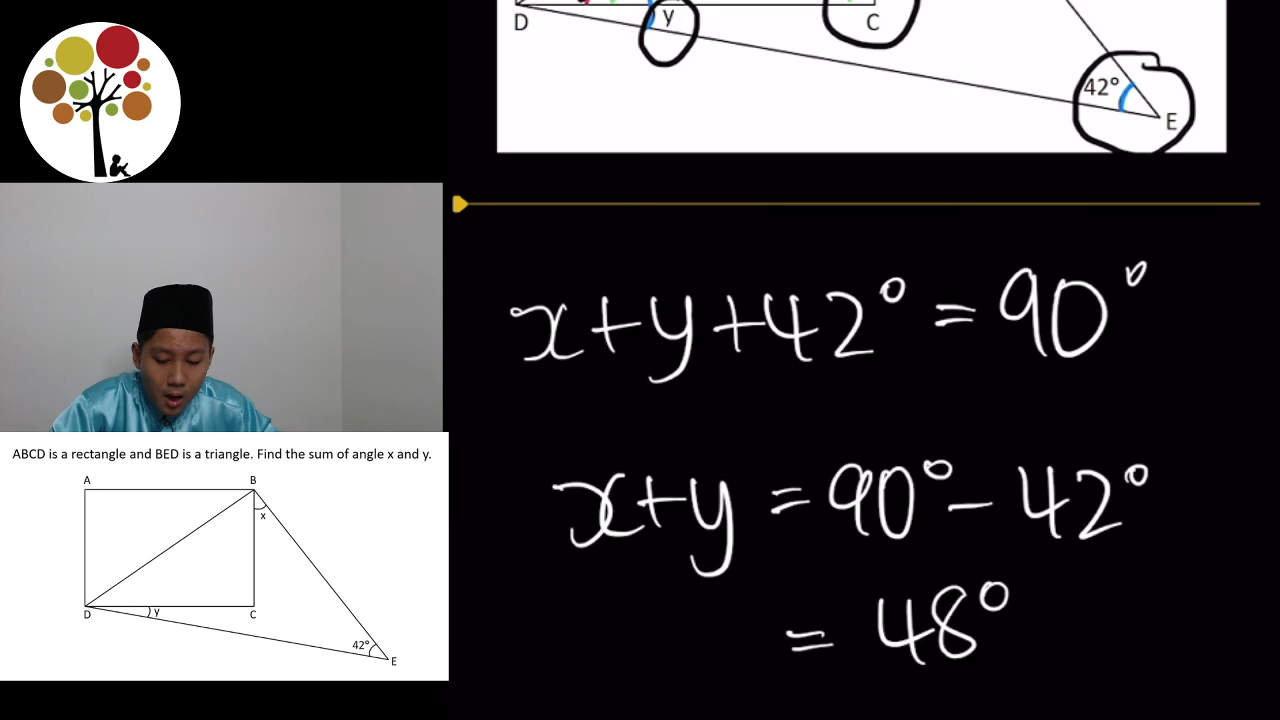 D
y
C
42°
E
x+y+42°=90°
x+y=90°-42°
=48°
ABCD is a rectangle and BED is a triangle. Find the sum of angle x and y.
A
B
x
D
y
C
42°
E